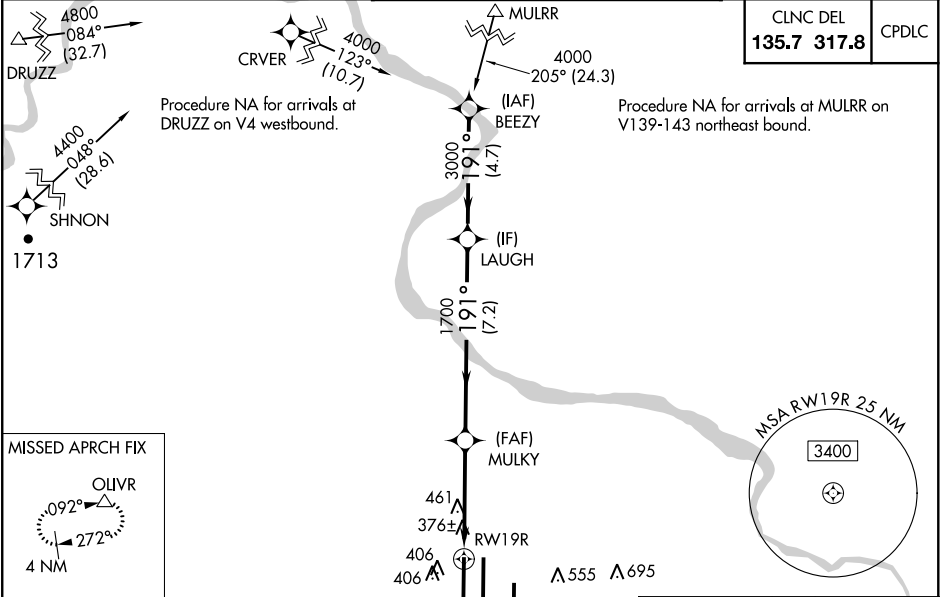 4800
084°
(32.7)
DRUZZ
CRVER
4000
123°
(10.7)
MULRR
4000
205° (24.3)
CLNC DEL
135.7 317.8
CPDLC
Procedure NA for arrivals at
DRUZZ on V4 westbound.
(IAF)
BEEZY
Procedure NA for arrivals at MULRR on
V139-143 northeast bound.
4400
048°
(28.6)
SHNON
1713
3000
191°
(4.7)
(IF)
LAUGH
1700
191°
(7.2)
(FAF)
MULKY
MSA RW19R 25 NM
3400
MISSED APRCH FIX
OLIVR
092°
272°
4 NM
461
376±
RW19R
406
406
555
695